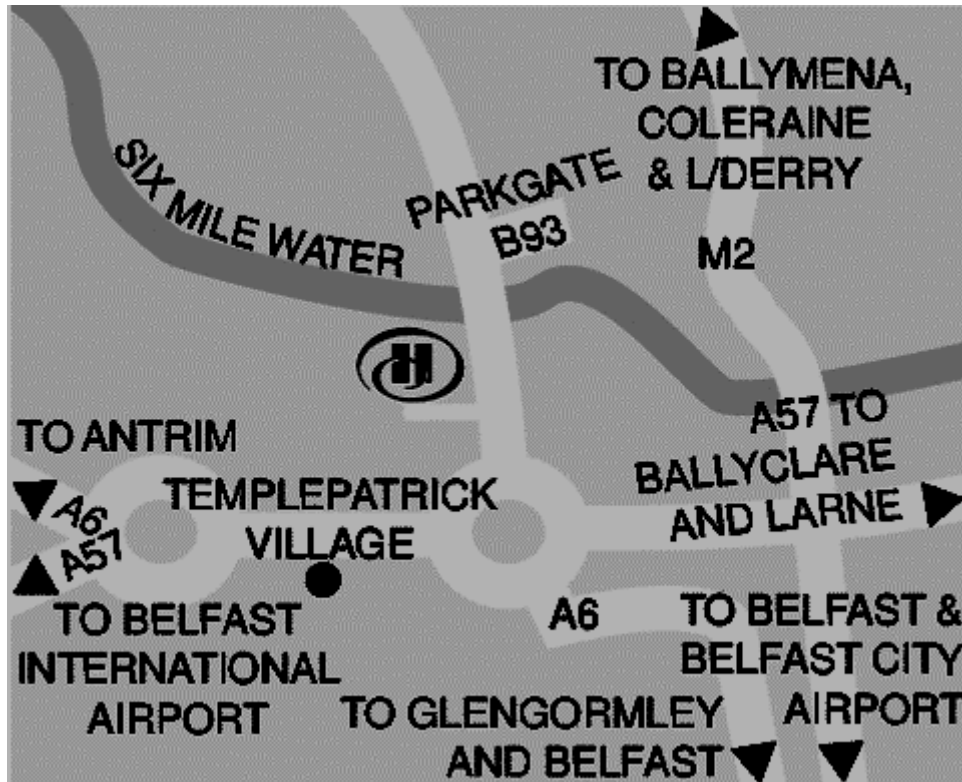 TO BALLYMENA,
COLERAINE
& L/DERRY
SIX MILE WATER
PARKGATE
B93
M2
H
TO ANTRIM
A57 TO
BALLYCLARE
AND LARNE
TEMPLEPATRICK
VILLAGE
A6
A57
TO BELFAST
INTERNATIONAL
AIRPORT
A6
TO BELFAST &
BELFAST CITY
AIRPORT
TO GLENGORMLEY
AND BELFAST